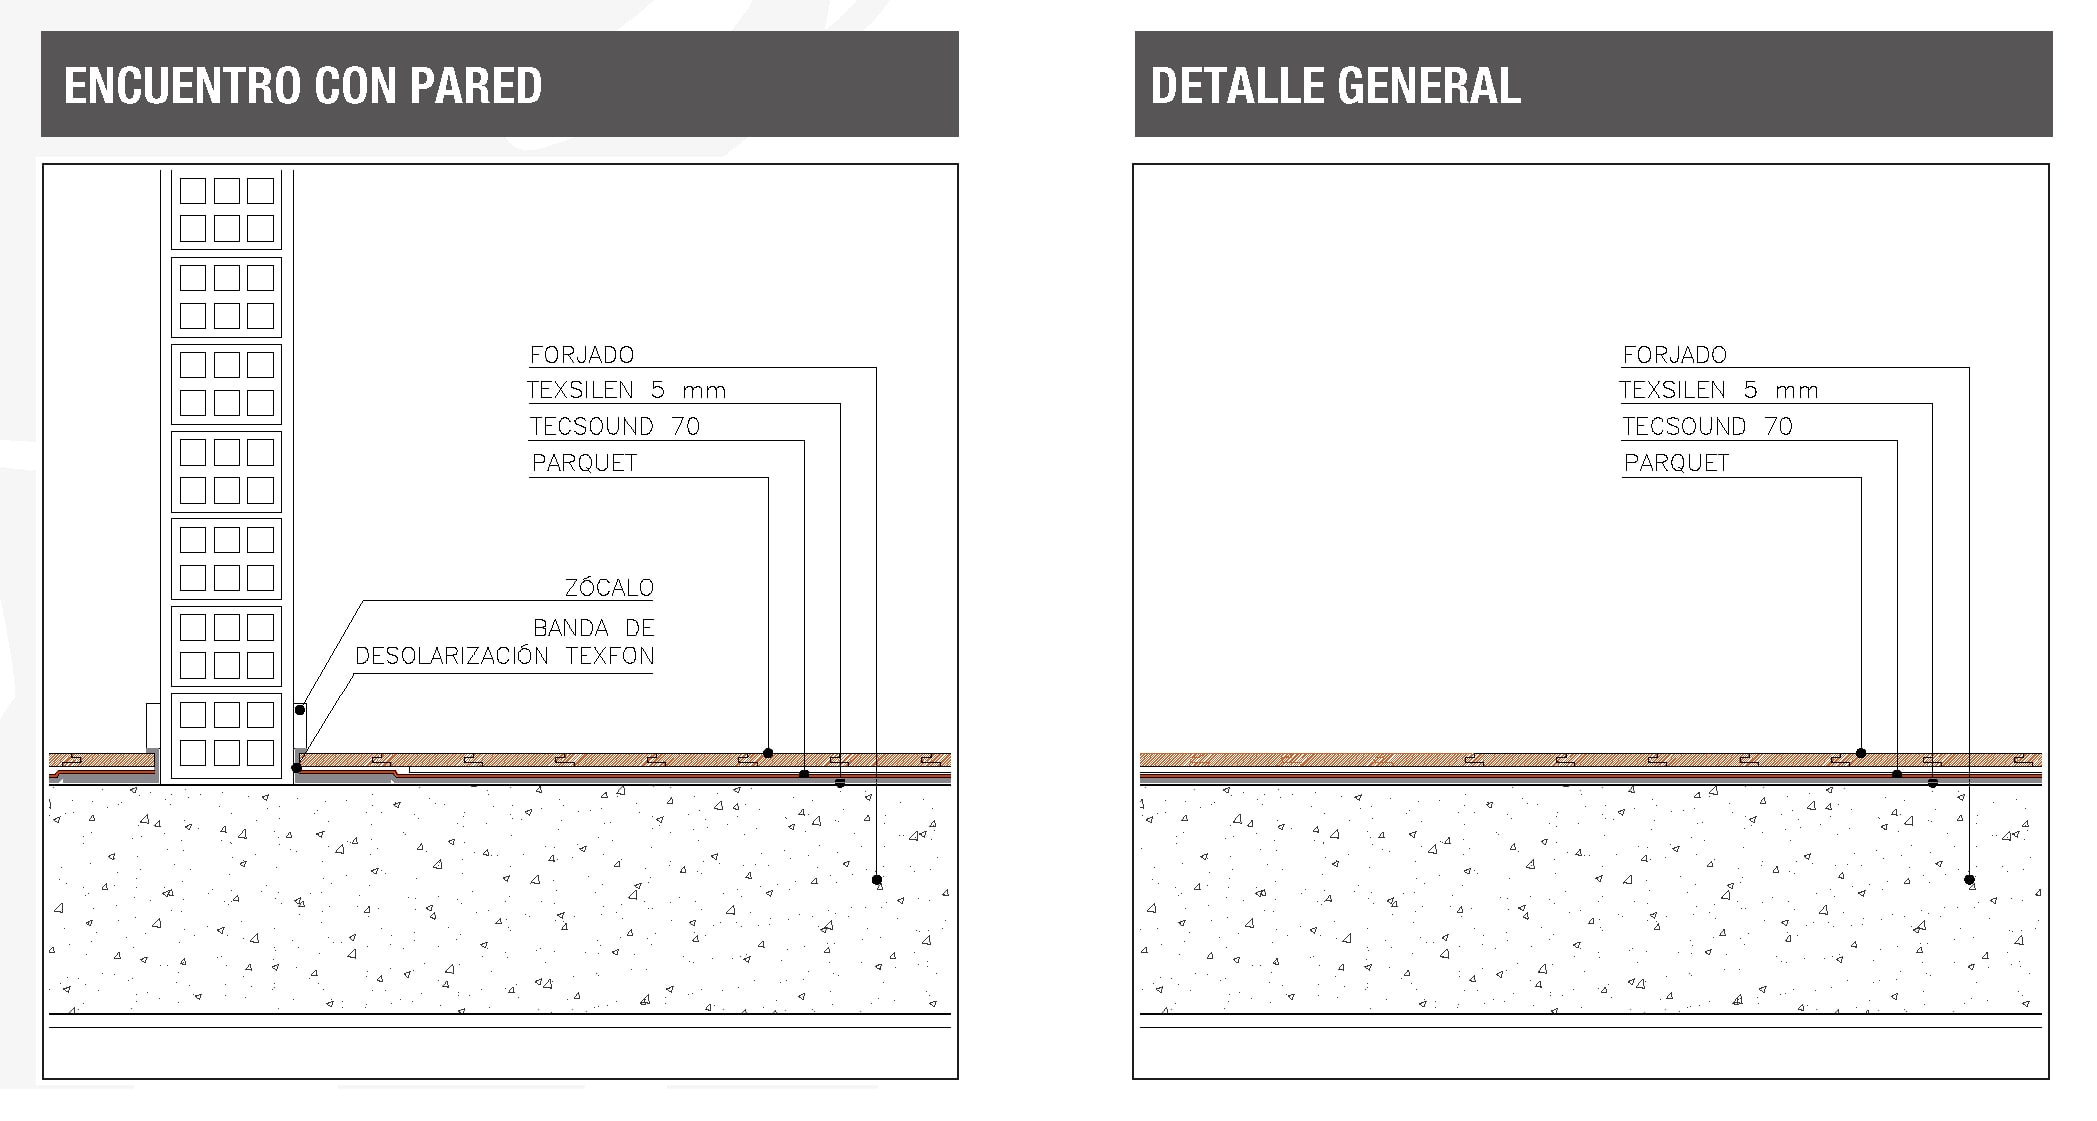 ENCUENTRO CON PARED
FORJADO
TEXSILEN 5 mm
TECSOUND 70
PARQUET
ZÓCALO
BANDA DE
DESOLARIZACIÓN TEXFON
DETALLE GENERAL
FORJADO
TEXSILEN 5 mm
TECSOUND 70
PARQUET